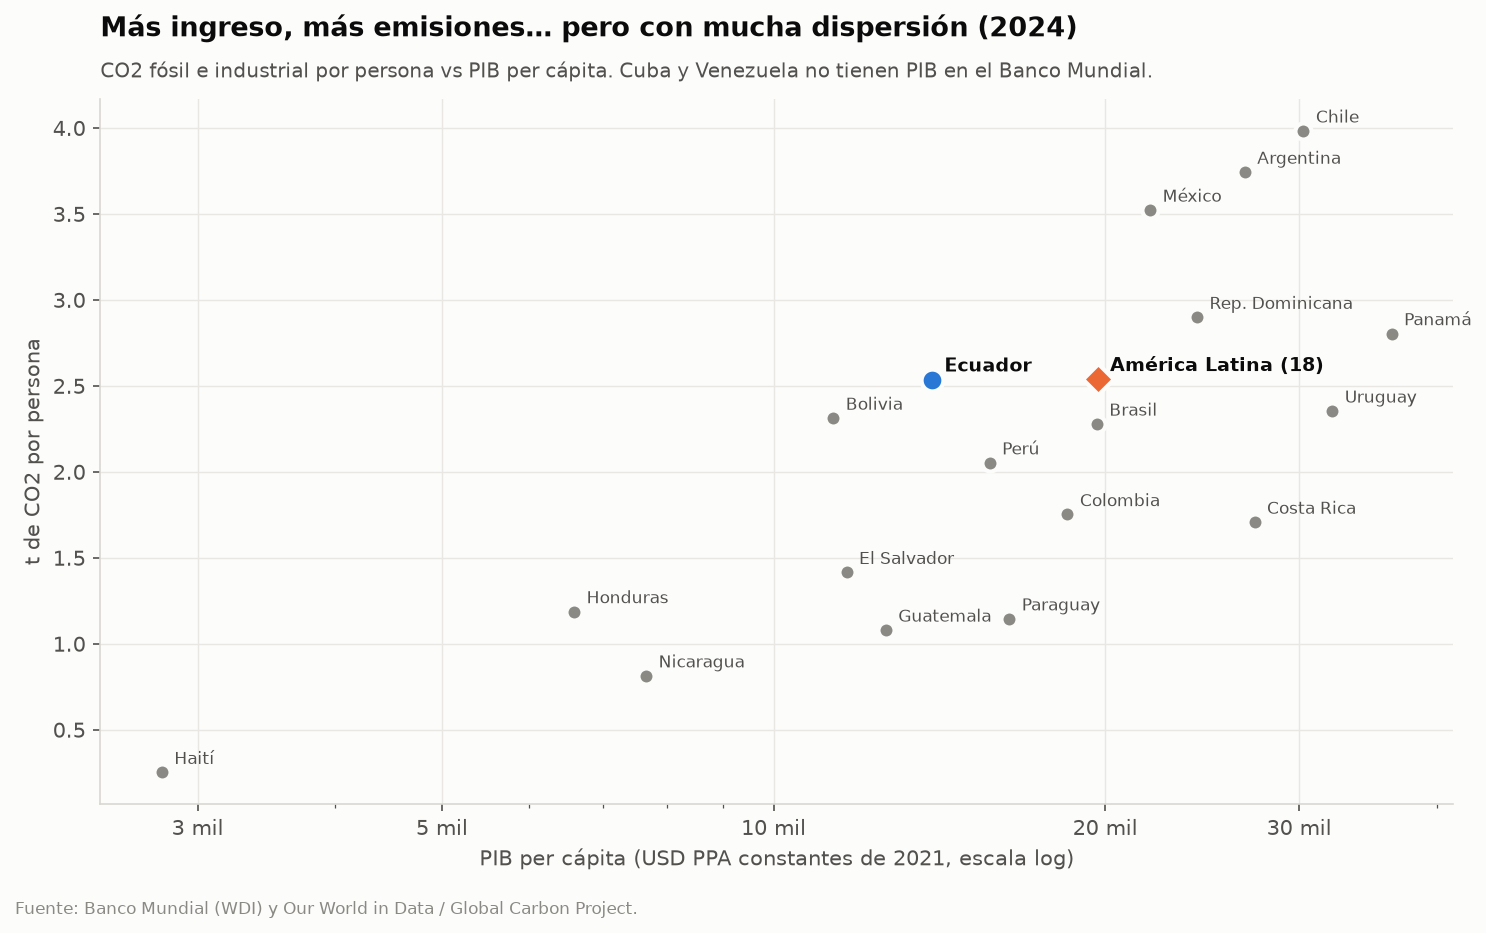 Más ingreso, más emisiones… pero con mucha dispersión (2024)
CO2 fósil e industrial por persona vs PIB per cápita. Cuba y Venezuela no tienen PIB en el Banco Mundial.
t de CO2 por persona
4.0
3.5
3.0
2.5
2.0
1.5
1.0
0.5
Chile
Argentina
México
Rep. Dominicana
Panamá
Ecuador
América Latina (18)
Bolivia
Brasil
Uruguay
Perú
Colombia
Costa Rica
El Salvador
Honduras
Guatemala
Paraguay
Nicaragua
Haití
3 mil
5 mil
10 mil
20 mil
30 mil
PIB per cápita (USD PPA constantes de 2021, escala log)
Fuente: Banco Mundial (WDI) y Our World in Data / Global Carbon Project.